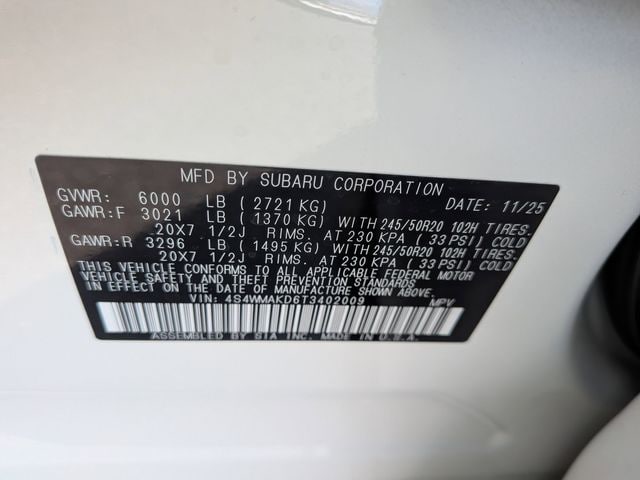 MFD BY SUBARU CORPORATION
GVWR: 6000 LB (2721 KG) DATE: 11/25
GAWR:F 3021 LB (1370 KG) WITH 245/50R20 102H TIRES.
20X7 1/2J RIMS. AT 230 KPA (33 PSI) COLD
GAWR:R 3296 LB (1495 KG) WITH 245/50R20 102H TIRES.
20X7 1/2J RIMS. AT 230 KPA (33 PSI) COLD
THIS VEHICLE CONFORMS TO ALL APPLICABLE FEDERAL MOTOR
VEHICLE SAFETY AND THEFT PREVENTION STANDARDS
IN EFFECT ON THE DATE OF MANUFACTURE SHOWN ABOVE.
VIN: 4S4WMAKD6T3402009 MPV
ASSEMBLED BY SIA INC. MADE IN U.S.A.